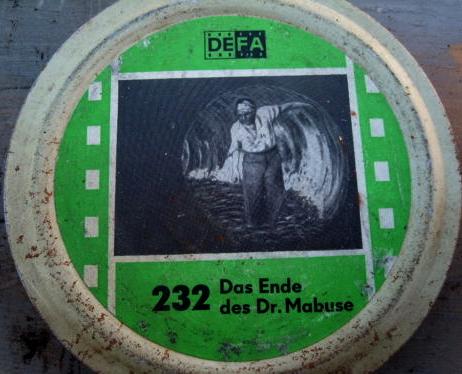 DEFA
232 Das Ende
des Dr. Mabuse